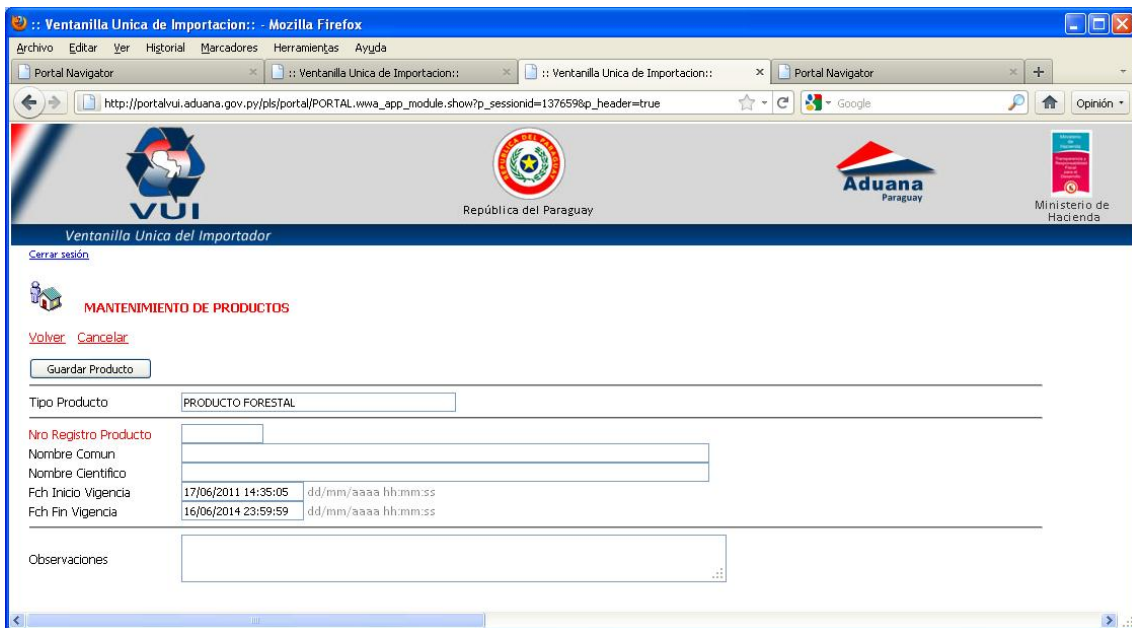 :: Ventanilla Unica de Importacion:: - Mozilla Firefox
Archivo Editar Ver Historial Marcadores Herramientas Ayuda
Portal Navigator × :: Ventanilla Unica de Importacion:: × :: Ventanilla Unica de Importacion:: × Portal Navigator × +
http://portalvui.aduana.gov.py/pls/portal/PORTAL.wwa_app_module.show?p_sessionid=137659&p_header=true Google Opinión
REPUBLICA DEL PARAGUAY
VUI
República del Paraguay
Aduana
Paraguay
Ministerio de
Hacienda
Ventanilla Unica del Importador
Cerrar sesión
MANTENIMIENTO DE PRODUCTOS
Volver Cancelar
Guardar Producto
Tipo Producto PRODUCTO FORESTAL
Nro Registro Producto
Nombre Comun
Nombre Cientifico
Fch Inicio Vigencia 17/06/2011 14:35:05 dd/mm/aaaa hh:mm:ss
Fch Fin Vigencia 16/06/2014 23:59:59 dd/mm/aaaa hh:mm:ss
Observaciones